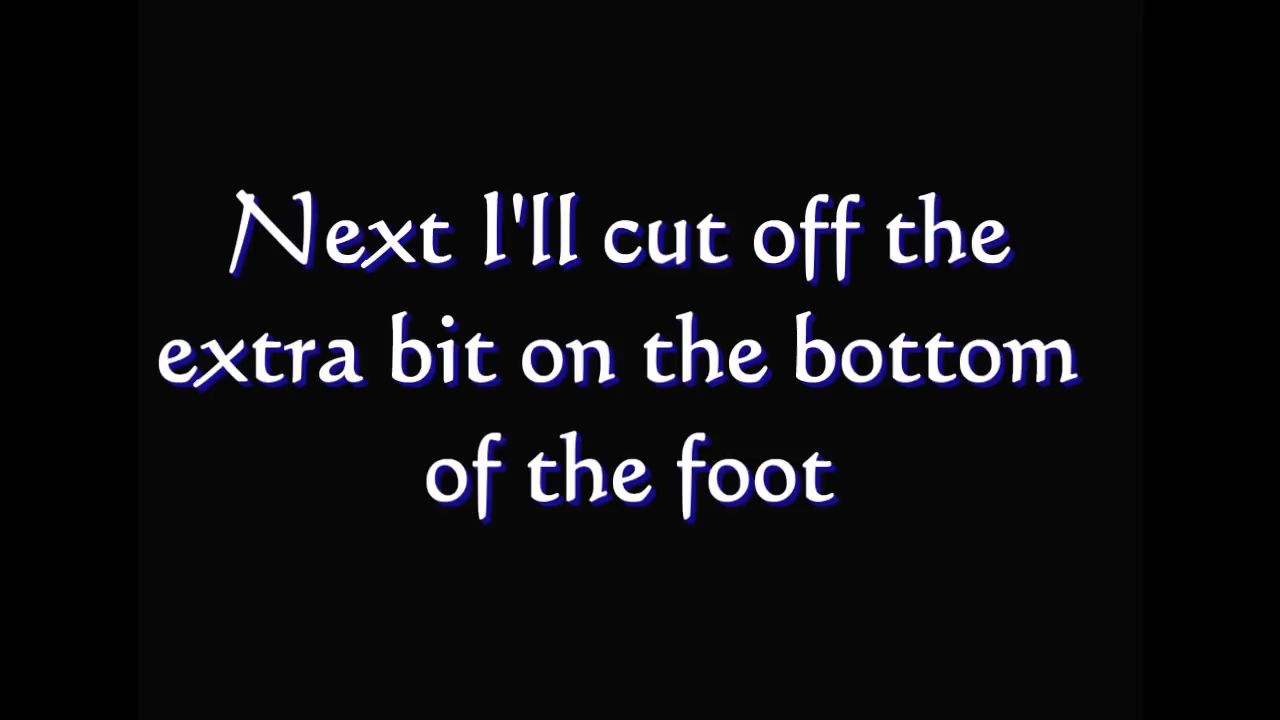 Next I'll cut off the
extra bit on the bottom
of the foot